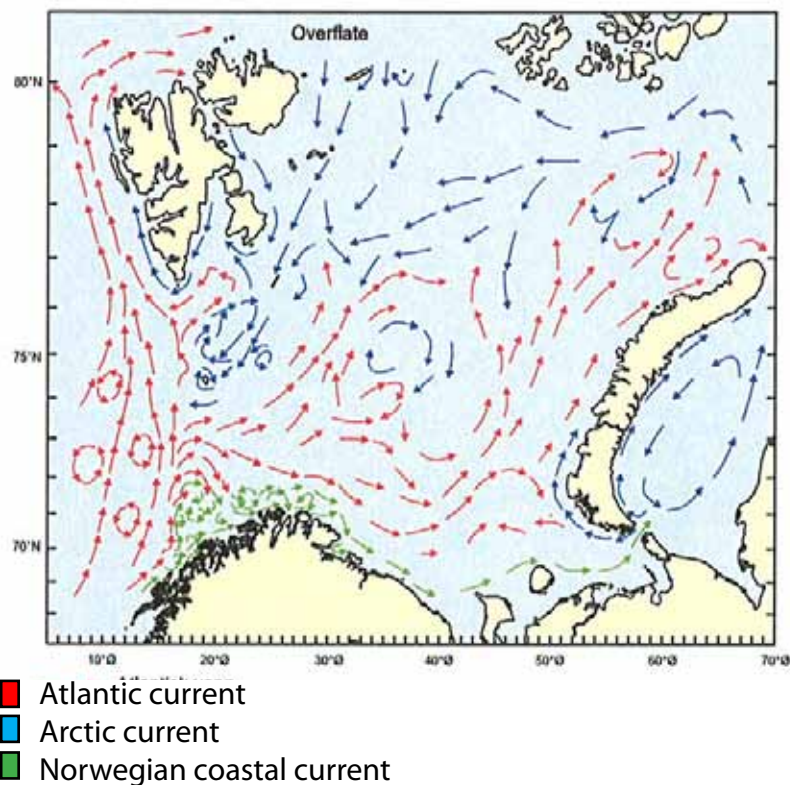 Overflate
80°N
75°N
70°N
10°Ø 20°Ø 30°Ø 40°Ø 50°Ø 60°Ø 70°Ø
Atlantic current
Arctic current
Norwegian coastal current